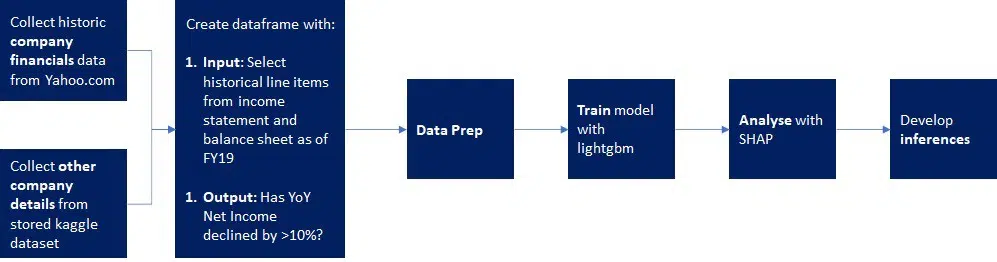 Collect historic
company
financials data
from Yahoo.com
Collect other
company
details from
stored kaggle
dataset
Create dataframe with:
1. Input: Select
historical line items
from income
statement and
balance sheet as of
FY19
1. Output: Has YoY
Net Income
declined by >10%?
Data Prep
Train model
with
lightgbm
Analyse with
SHAP
Develop
inferences